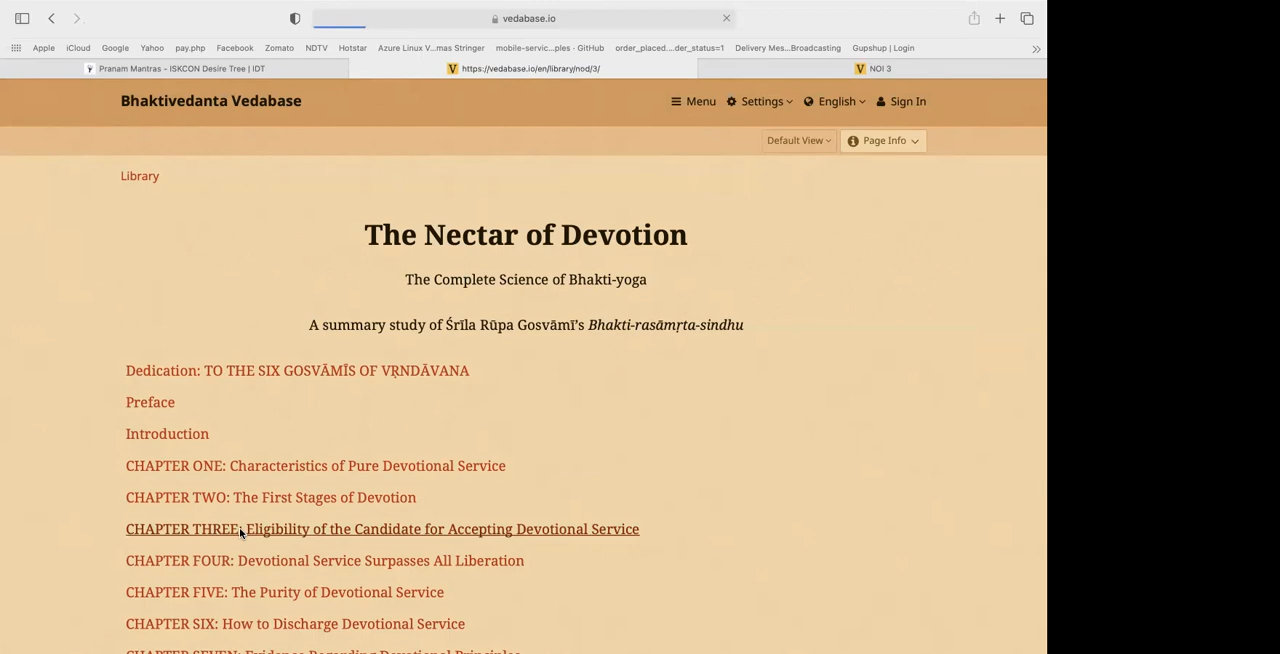 vedabase.io
Apple iCloud Google Yahoo pay.php Facebook Zomato NDTV Hotstar Azure Linux V...mas Stringer mobile-servic...ples · GitHub order_placed....der_status=1 Delivery Mes...Broadcasting Gupshup | Login
Pranam Mantras - ISKCON Desire Tree | IDT https://vedabase.io/en/library/nod/3/ NOI 3
Bhaktivedanta Vedabase Menu Settings English Sign In
Default View Page Info
Library
The Nectar of Devotion
The Complete Science of Bhakti-yoga
A summary study of Śrīla Rūpa Gosvāmī’s Bhakti-rasāmṛta-sindhu
Dedication: TO THE SIX GOSVĀMĪS OF VṚNDĀVANA
Preface
Introduction
CHAPTER ONE: Characteristics of Pure Devotional Service
CHAPTER TWO: The First Stages of Devotion
CHAPTER THREE: Eligibility of the Candidate for Accepting Devotional Service
CHAPTER FOUR: Devotional Service Surpasses All Liberation
CHAPTER FIVE: The Purity of Devotional Service
CHAPTER SIX: How to Discharge Devotional Service
CHAPTER SEVEN: Evidence Regarding Devotional Principles